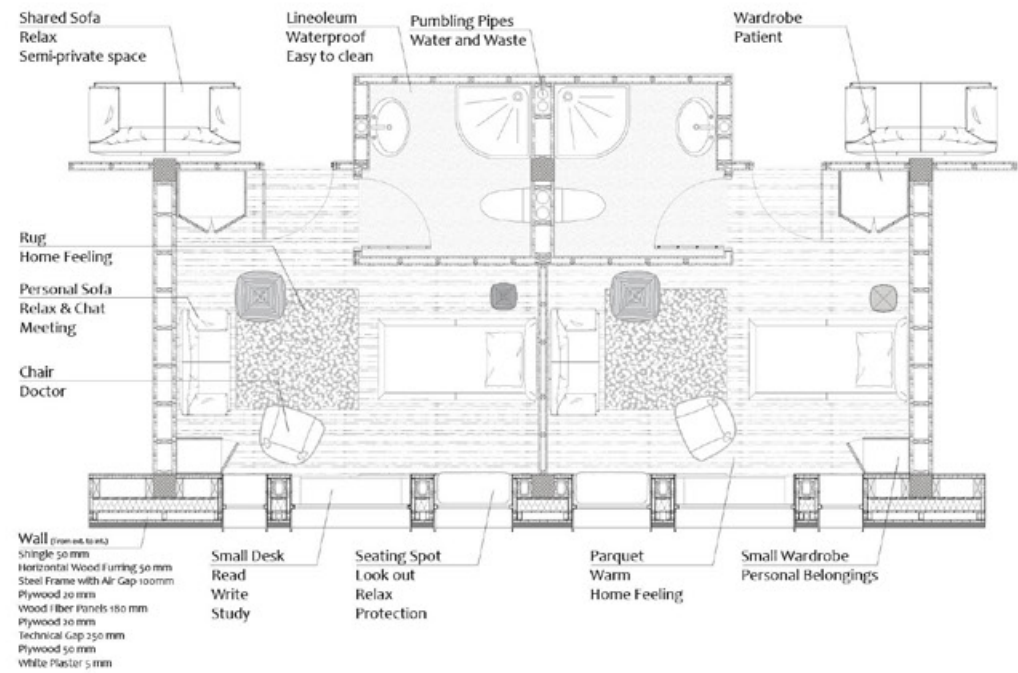 Shared Sofa
Relax
Semi-private space
Lineoleum
Waterproof
Easy to clean
Pumbling Pipes
Water and Waste
Wardrobe
Patient
Rug
Home Feeling
Personal Sofa
Relax & Chat
Meeting
Chair
Doctor
Wall (from ext. to int.)
Shingle 50 mm
Horizontal Wood Furring 50 mm
Steel Frame with Air Gap 100mm
Plywood 20 mm
Wood Fiber Panels 180 mm
Plywood 20 mm
Technical Gap 250 mm
Plywood 50 mm
White Plaster 5 mm
Small Desk
Read
Write
Study
Seating Spot
Look out
Relax
Protection
Parquet
Warm
Home Feeling
Small Wardrobe
Personal Belongings